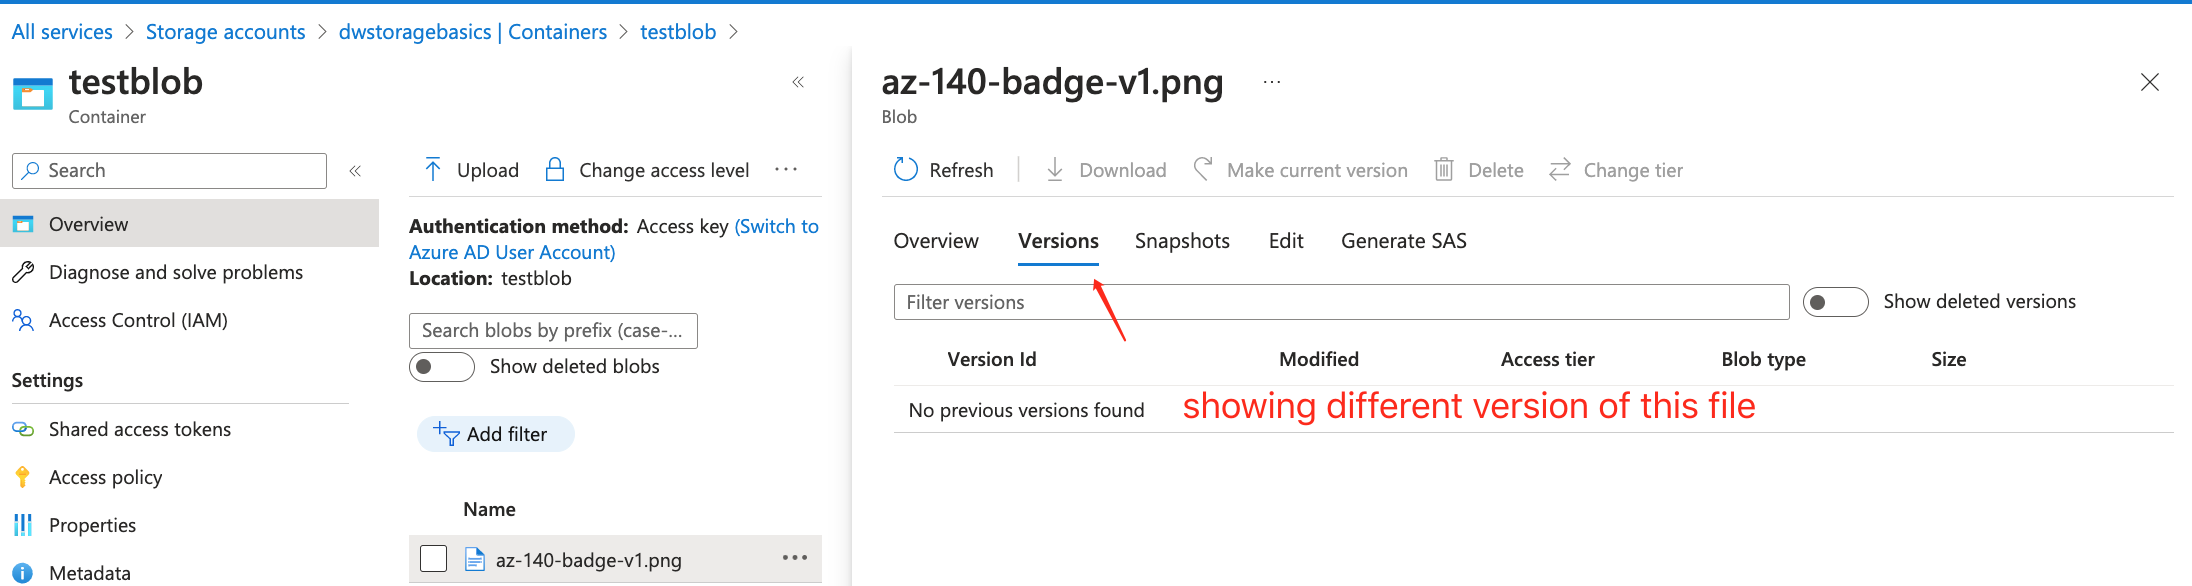 All services > Storage accounts > dwstoragebasics | Containers > testblob >
testblob
Container
«
Search
«
Overview
Diagnose and solve problems
Access Control (IAM)
Settings
Shared access tokens
Access policy
Properties
Metadata
Upload
Change access level
...
Authentication method: Access key (Switch to
Azure AD User Account)
Location: testblob
Search blobs by prefix (case-...
Show deleted blobs
Add filter
Name
az-140-badge-v1.png
...
az-140-badge-v1.png
...
Blob
Refresh
Download
Make current version
Delete
Change tier
Overview
Versions
Snapshots
Edit
Generate SAS
Filter versions
Show deleted versions
Version Id Modified Access tier Blob type Size
No previous versions found
showing different version of this file